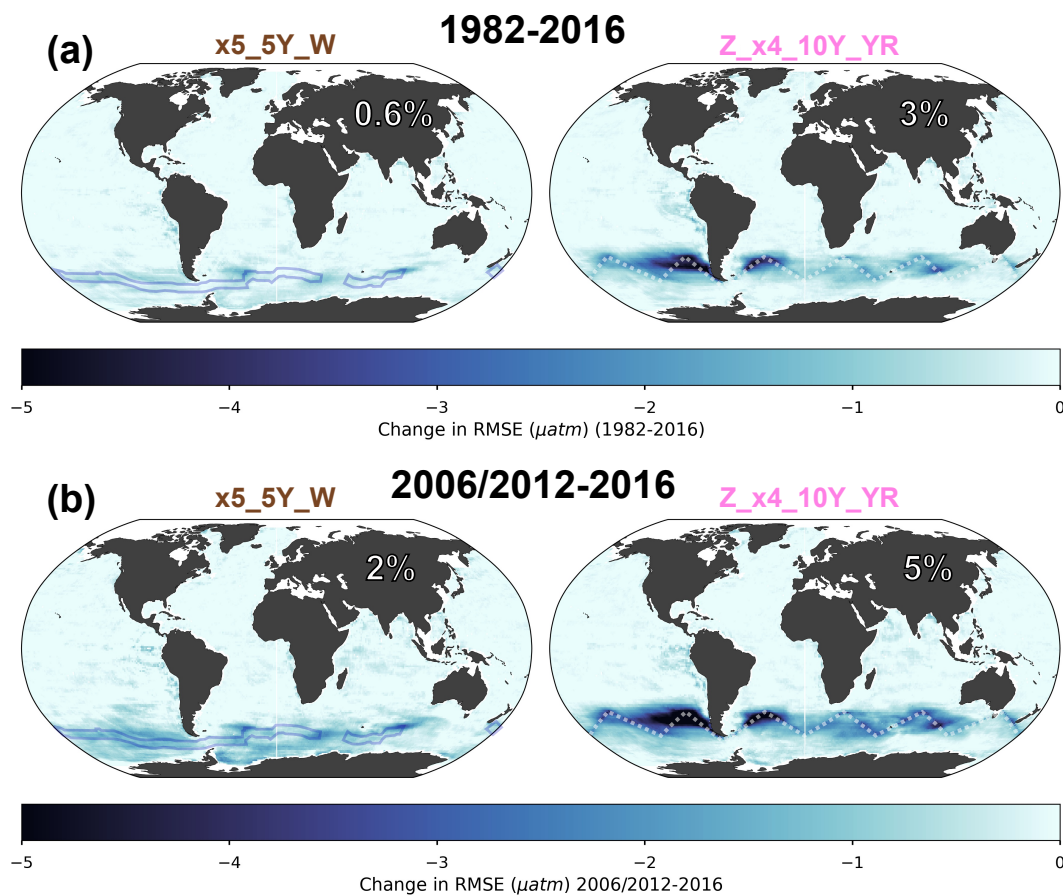 1982-2016
(a)
x5_5Y_W
Z_x4_10Y_YR
0.6%
3%
−5 −4 −3 −2 −1 0
Change in RMSE (μatm) (1982-2016)
2006/2012-2016
(b)
x5_5Y_W
Z_x4_10Y_YR
2%
5%
−5 −4 −3 −2 −1 0
Change in RMSE (μatm) 2006/2012-2016